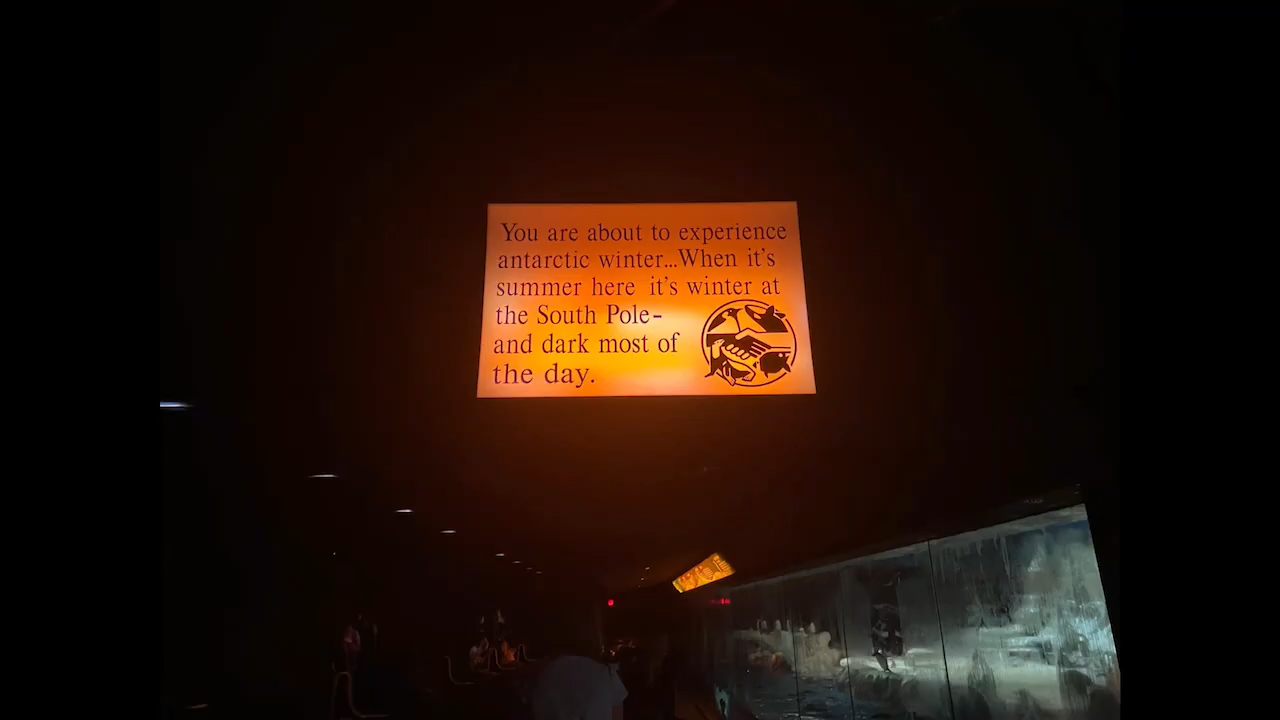 You are about to experience
antarctic winter...When it's
summer here it's winter at
the South Pole-
and dark most of
the day.